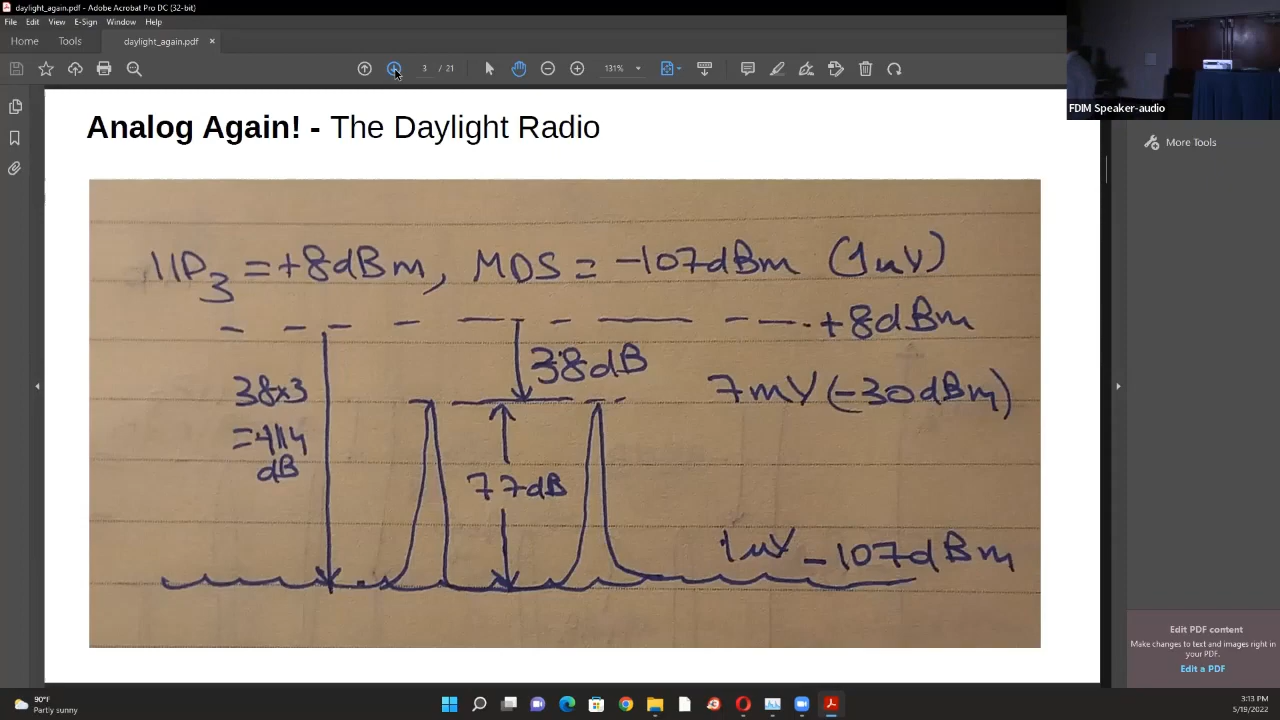 daylight_again.pdf - Adobe Acrobat Pro DC (32-bit)
File Edit View E-Sign Window Help
Home Tools daylight_again.pdf ×
3 / 21 131%
FDIM Speaker-audio
More Tools
Analog Again! - The Daylight Radio
IIP3 = +8dBm, MDS = -107dBm (1uV)
+8dBm
38dB
38x3
7mV (-30dBm)
=114
dB
77dB
1uV -107dBm
Edit PDF content
Make changes to text and images right in
your PDF.
Edit a PDF
90°F
Partly sunny
3:13 PM
5/19/2022